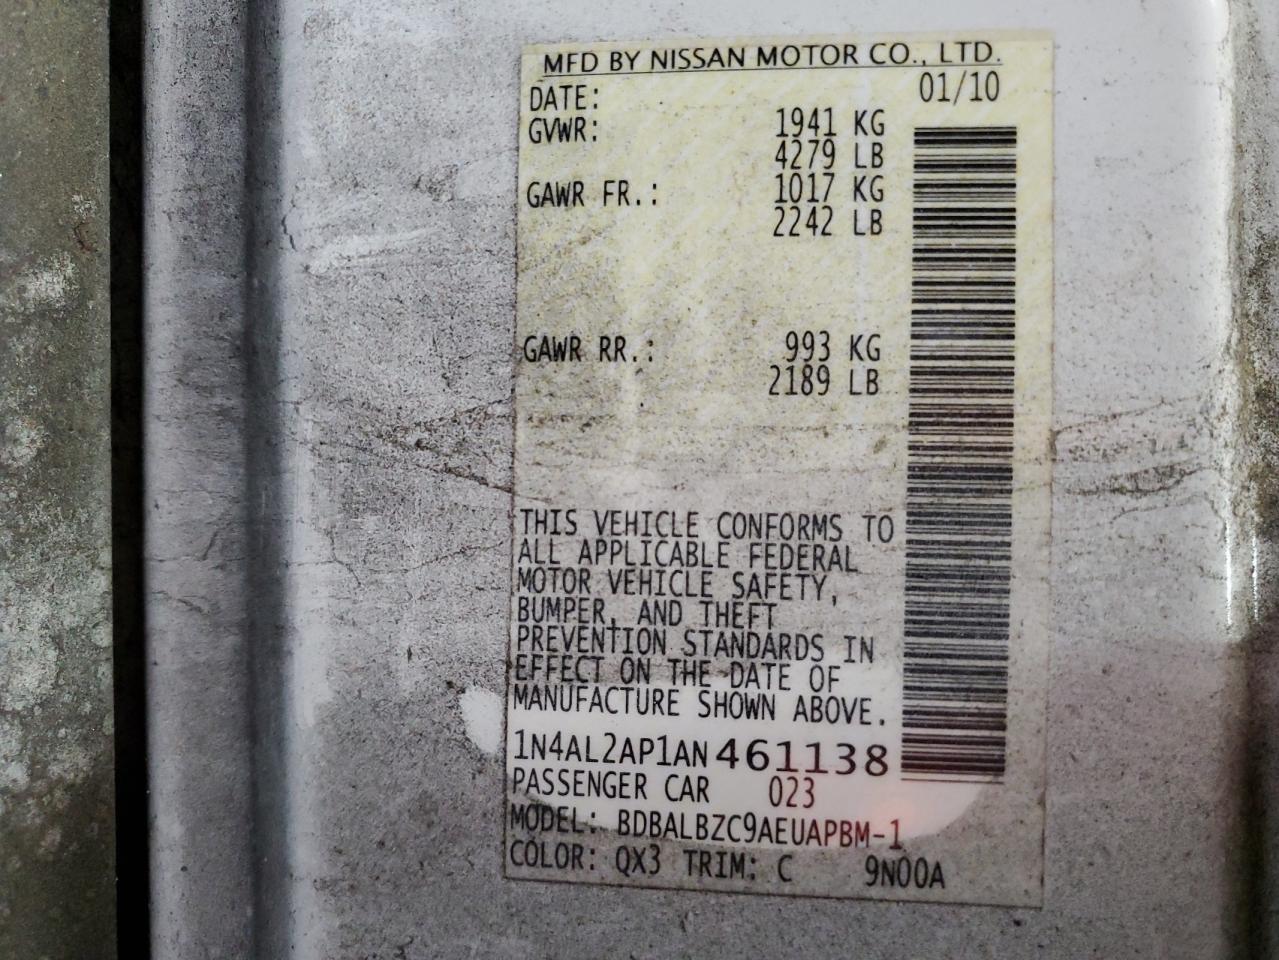 MFD BY NISSAN MOTOR CO., LTD.
DATE: 01/10
GVWR: 1941 KG
4279 LB
GAWR FR.: 1017 KG
2242 LB
GAWR RR.: 993 KG
2189 LB
THIS VEHICLE CONFORMS TO
ALL APPLICABLE FEDERAL
MOTOR VEHICLE SAFETY,
BUMPER, AND THEFT
PREVENTION STANDARDS IN
EFFECT ON THE DATE OF
MANUFACTURE SHOWN ABOVE.
1N4AL2AP1AN461138
PASSENGER CAR 023
MODEL: BDBALBZC9AEUAPBM-1
COLOR: QX3 TRIM: C 9N00A